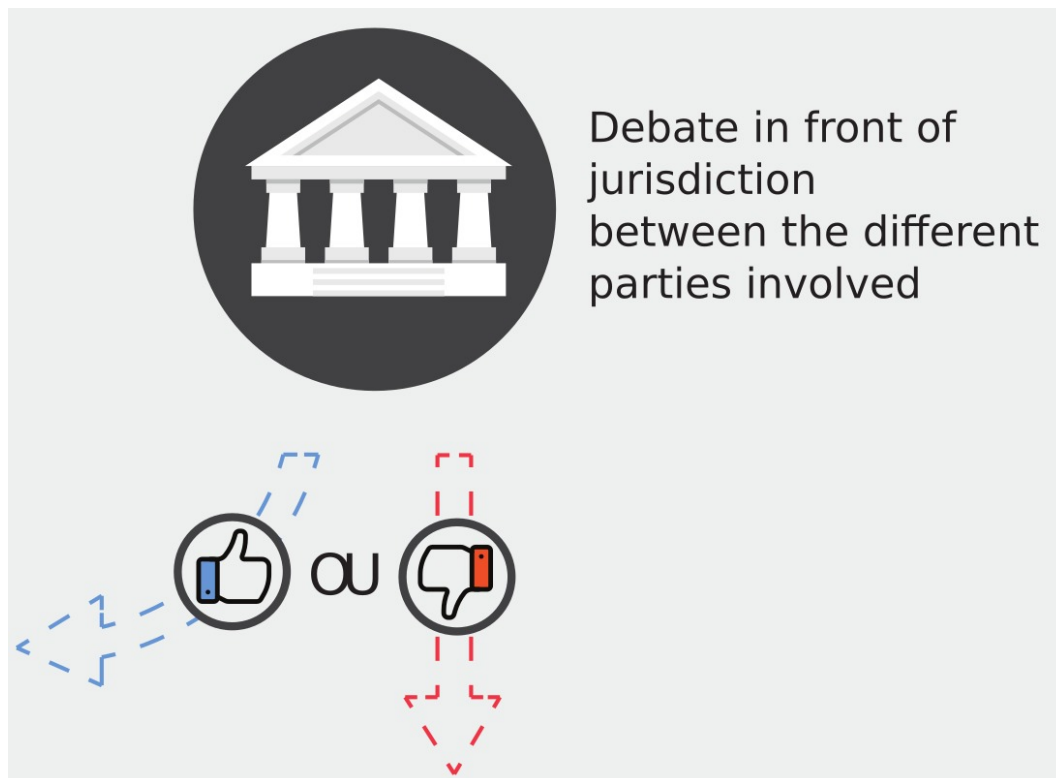 Debate in front of
jurisdiction
between the different
parties involved
OU